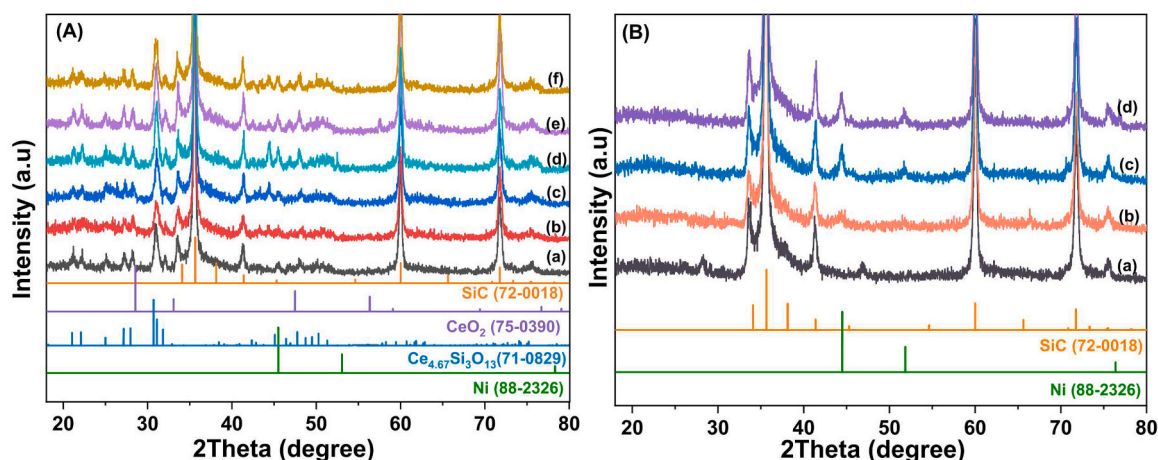 (A)
(f)
(e)
(d)
(c)
(b)
(a)
SiC (72-0018)
CeO₂ (75-0390)
Ce₄.₆₇Si₃O₁₃(71-0829)
Ni (88-2326)
20 30 40 50 60 70 80
2Theta (degree)
Intensity (a.u)
(B)
(d)
(c)
(b)
(a)
SiC (72-0018)
Ni (88-2326)
20 30 40 50 60 70 80
2Theta (degree)
Intensity (a.u)